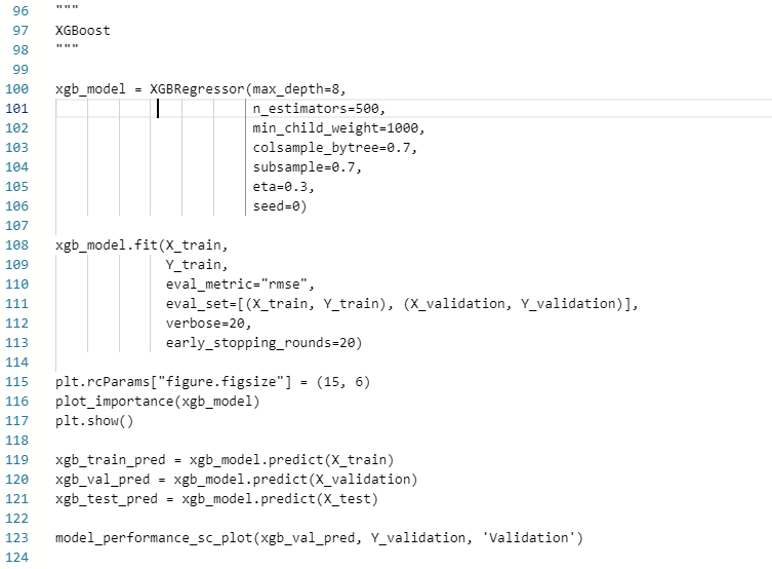 96 """
97 XGBoost
98 """
99
100 xgb_model = XGBRegressor(max_depth=8,
101 n_estimators=500,
102 min_child_weight=1000,
103 colsample_bytree=0.7,
104 subsample=0.7,
105 eta=0.3,
106 seed=0)
107
108 xgb_model.fit(X_train,
109 Y_train,
110 eval_metric="rmse",
111 eval_set=[(X_train, Y_train), (X_validation, Y_validation)],
112 verbose=20,
113 early_stopping_rounds=20)
114
115 plt.rcParams["figure.figsize"] = (15, 6)
116 plot_importance(xgb_model)
117 plt.show()
118
119 xgb_train_pred = xgb_model.predict(X_train)
120 xgb_val_pred = xgb_model.predict(X_validation)
121 xgb_test_pred = xgb_model.predict(X_test)
122
123 model_performance_sc_plot(xgb_val_pred, Y_validation, 'Validation')
124